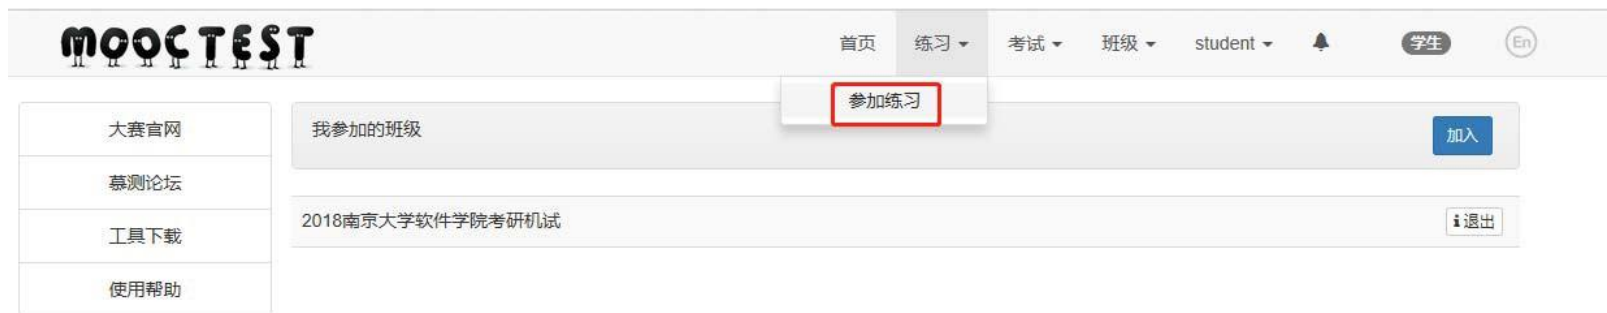 MOOCTEST
首页 练习 考试 班级 student 学生 En
参加练习
大赛官网
慕测论坛
工具下载
使用帮助
我参加的班级 加入
2018南京大学软件学院考研机试 退出